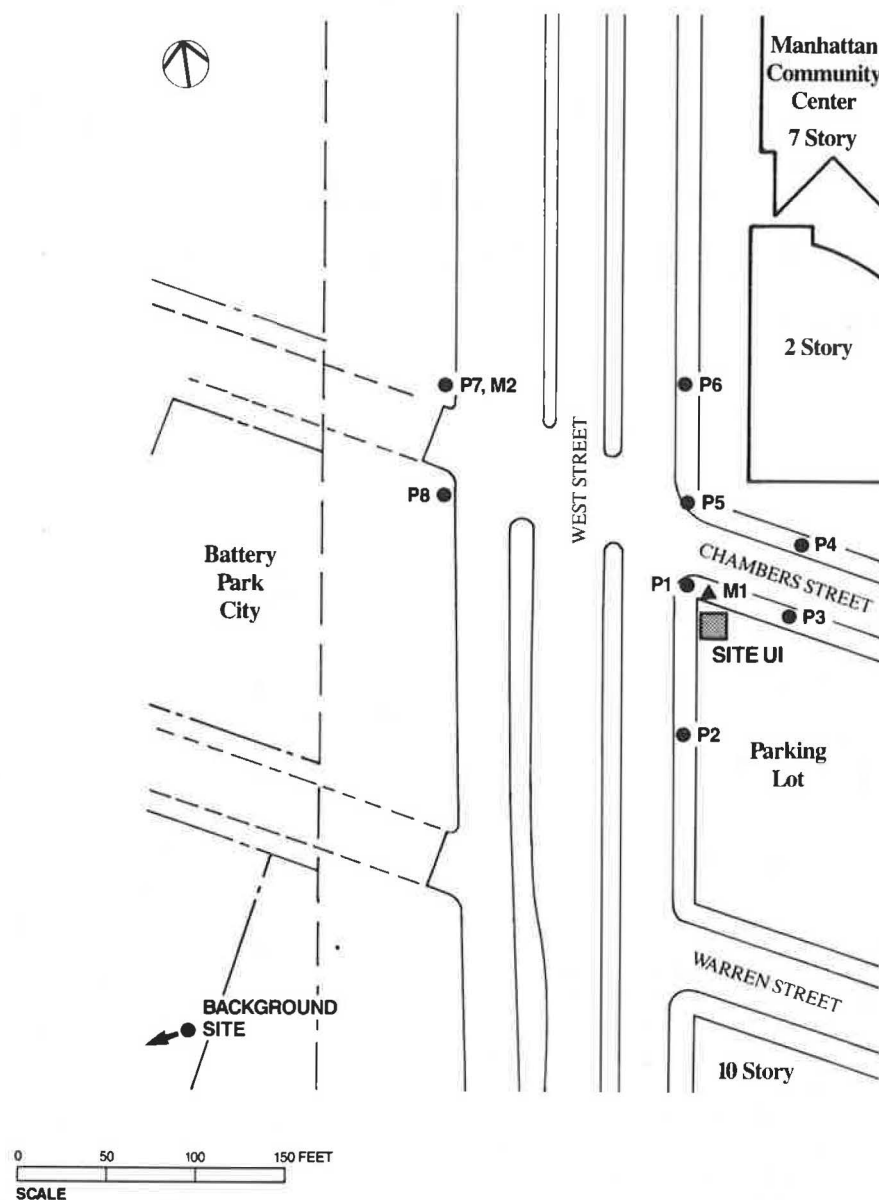 Manhattan
Community
Center
7 Story
2 Story
P7, M2
P6
WEST STREET
P8
P5
P4
CHAMBERS STREET
Battery
Park
City
P1
M1
P3
SITE UI
P2
Parking
Lot
WARREN STREET
BACKGROUND
SITE
10 Story
0 50 100 150 FEET
SCALE